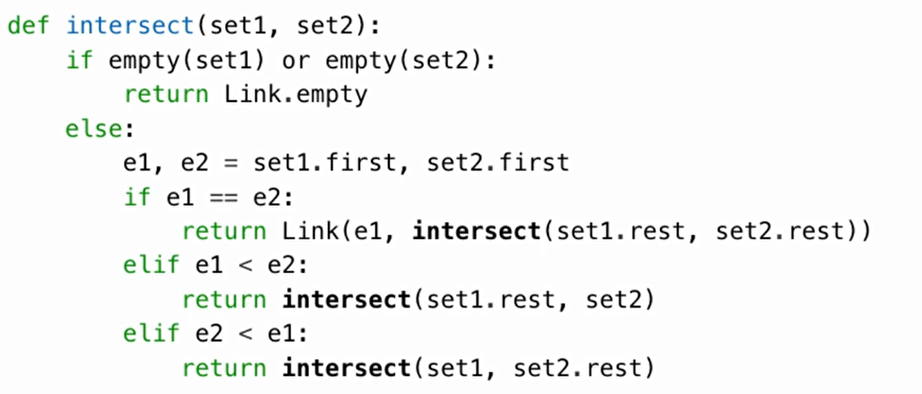 def intersect(set1, set2):
    if empty(set1) or empty(set2):
        return Link.empty
    else:
        e1, e2 = set1.first, set2.first
        if e1 == e2:
            return Link(e1, intersect(set1.rest, set2.rest))
        elif e1 < e2:
            return intersect(set1.rest, set2)
        elif e2 < e1:
            return intersect(set1, set2.rest)